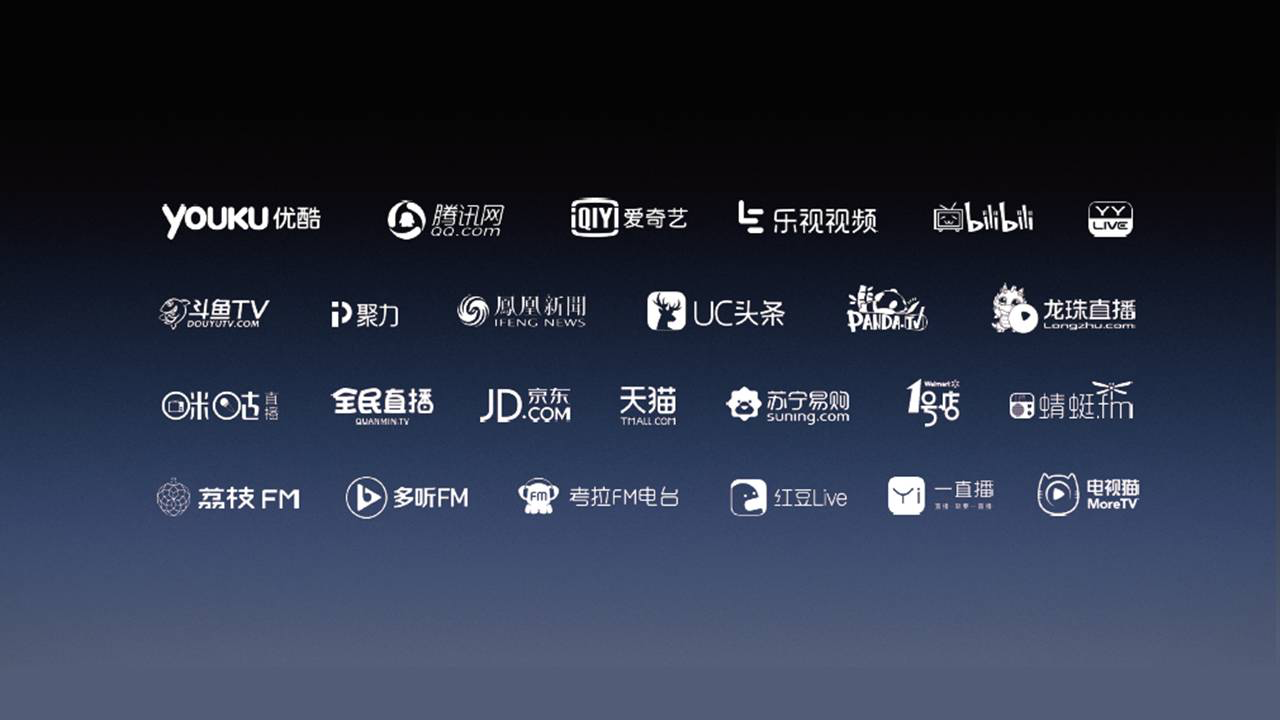 YOUKU 优酷 腾讯网 iQIYI 爱奇艺 乐视视频 bilibili YY
QQ.COM LIVE
斗鱼TV 聚力 鳳凰新聞 UC头条 PANDA.TV 龙珠直播
DOUYUTV.COM IFENG NEWS Longzhu.com
咪咕 直播 全民直播 JD 京东 天猫 苏宁易购 Walmart 1号店 蜻蜓.fm
QUANMIN.TV .COM TMALL.COM suning.com
荔枝 FM 多听FM FM 考拉FM电台 红豆Live Yi 一直播 电视猫
MoreTV